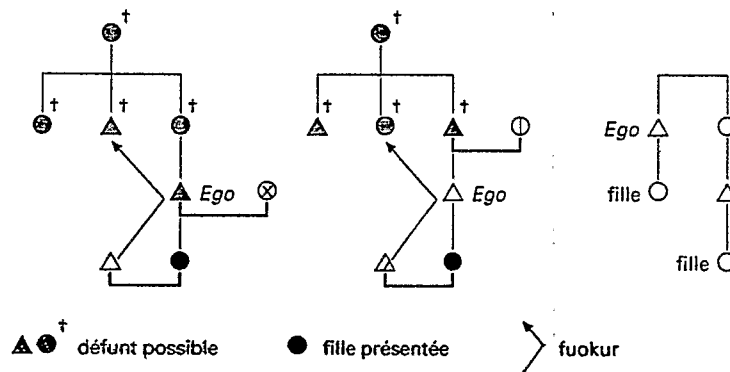 † †
† † † † † †
Ego
Ego Ego
fille
fille
† défunt possible fille présentée fuokur